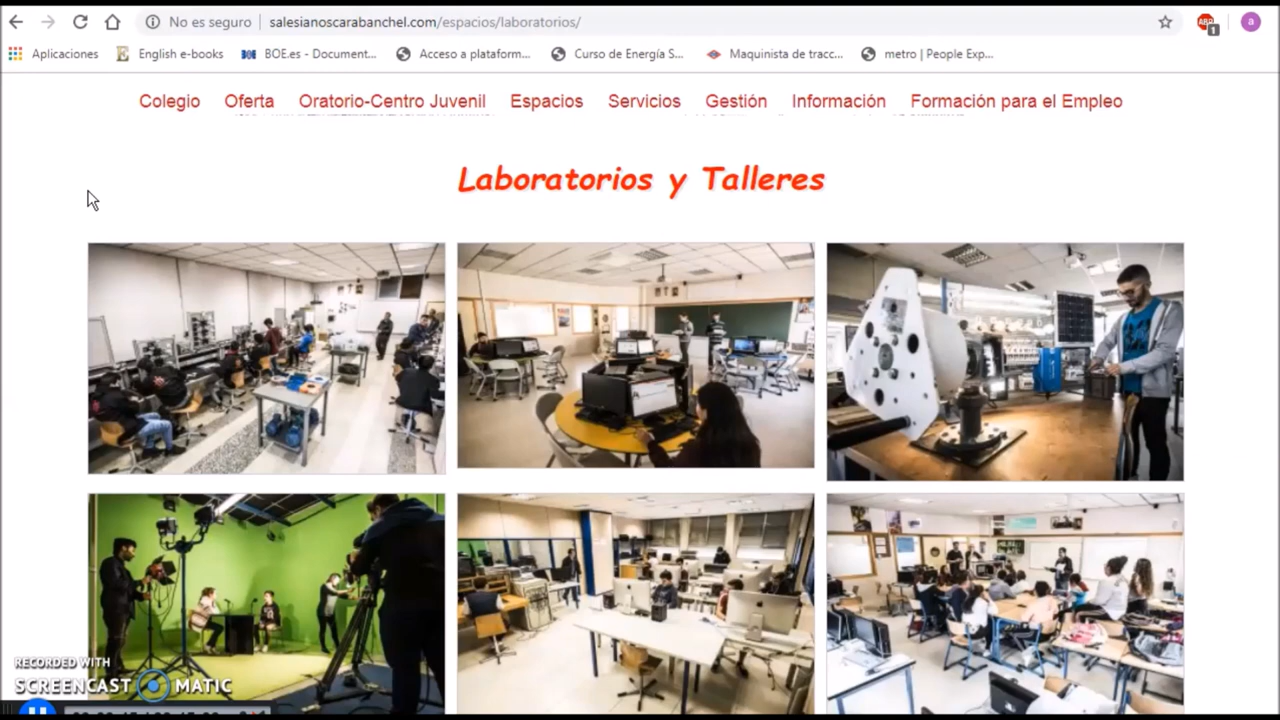 No es seguro | salesianoscarabanchel.com/espacios/laboratorios/
ABP 1 a
Aplicaciones English e-books BOE.es - Document... Acceso a plataform... Curso de Energía S... Maquinista de tracc... metro | People Exp...
Colegio Oferta Oratorio-Centro Juvenil Espacios Servicios Gestión Información Formación para el Empleo
Laboratorios y Talleres
RECORDED WITH
SCREENCAST MATIC